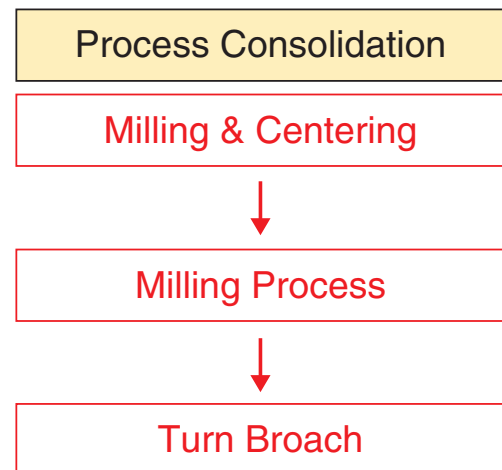 Process Consolidation
Milling & Centering
Milling Process
Turn Broach